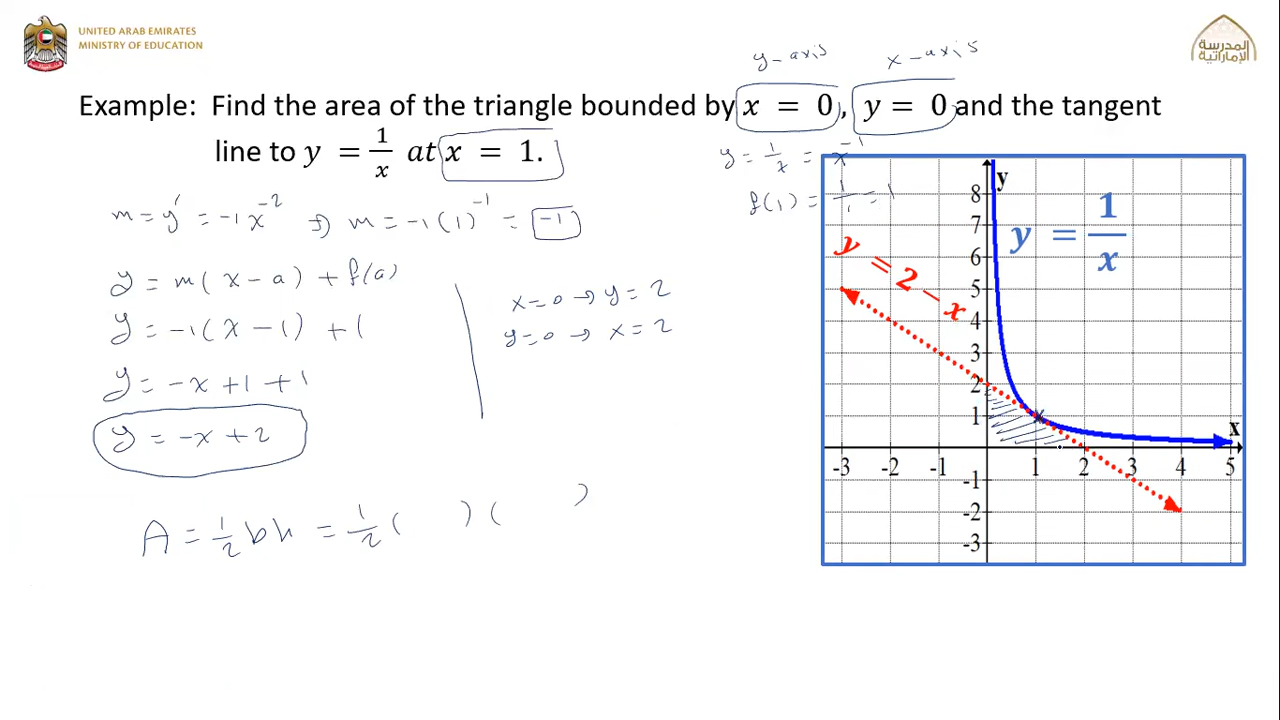 UNITED ARAB EMIRATES
MINISTRY OF EDUCATION
المدرسة
الإماراتية
y-axis x-axis
Example: Find the area of the triangle bounded by x = 0, y = 0 and the tangent
line to y = 1/x at x = 1.
y = 1/x = x^-1
f(1) = 1/1 = 1
m = y' = -1x^-2 ⇒ m = -1(1)^-1 = -1
y = m(x - a) + f(a)
y = -1(x - 1) + 1
y = -x + 1 + 1
y = -x + 2
x = 0 → y = 2
y = 0 → x = 2
A = 1/2 bh = 1/2 ( ) ( )
y
8
7
6
5
4
3
2
1
-1
-2
-3
-3 -2 -1 1 2 3 4 5
x
y = 1/x
y = 2 - x